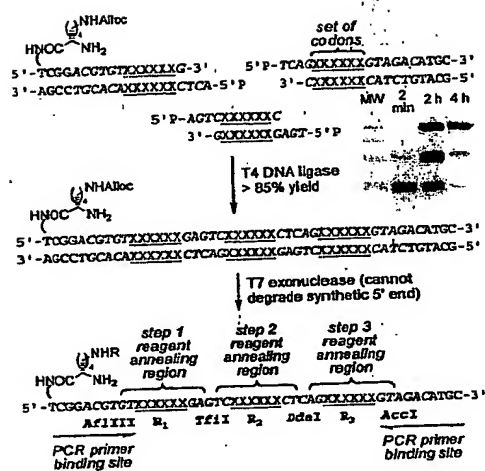 NHAlloc
4
HNOC NH2
set of
codons
5'-TCGGACGTGTXXXXXXG-3' 5'P-TCAGXXXXXXGTAGACATGC-3'
3'-AGCCTGCACAXXXXXXCTCA-5'P 3'-CXXXXXXCATCTGTACG-5'
MW 2 min 2 h 4 h
5'P-AGTCXXXXXXC
3'-GXXXXXXGAGT-5'P
T4 DNA ligase
> 85% yield
NHAlloc
4
HNOC NH2
5'-TCGGACGTGTXXXXXXGAGTCXXXXXXCTCAGXXXXXXGTAGACATGC-3'
3'-AGCCTGCACAXXXXXXCTCAGXXXXXXGAGTCXXXXXXCATCTGTACG-5'
T7 exonuclease (cannot
degrade synthetic 5' end)
NHR
4
HNOC NH2
step 1 step 2 step 3
reagent reagent reagent
annealing annealing annealing
region region region
5'-TCGGACGTGTXXXXXXGAGTCXXXXXXCTCAGXXXXXXGTAGACATGC-3'
AflIII R1 TfiI R2 DdeI R3 AccI
PCR primer PCR primer
binding site binding site